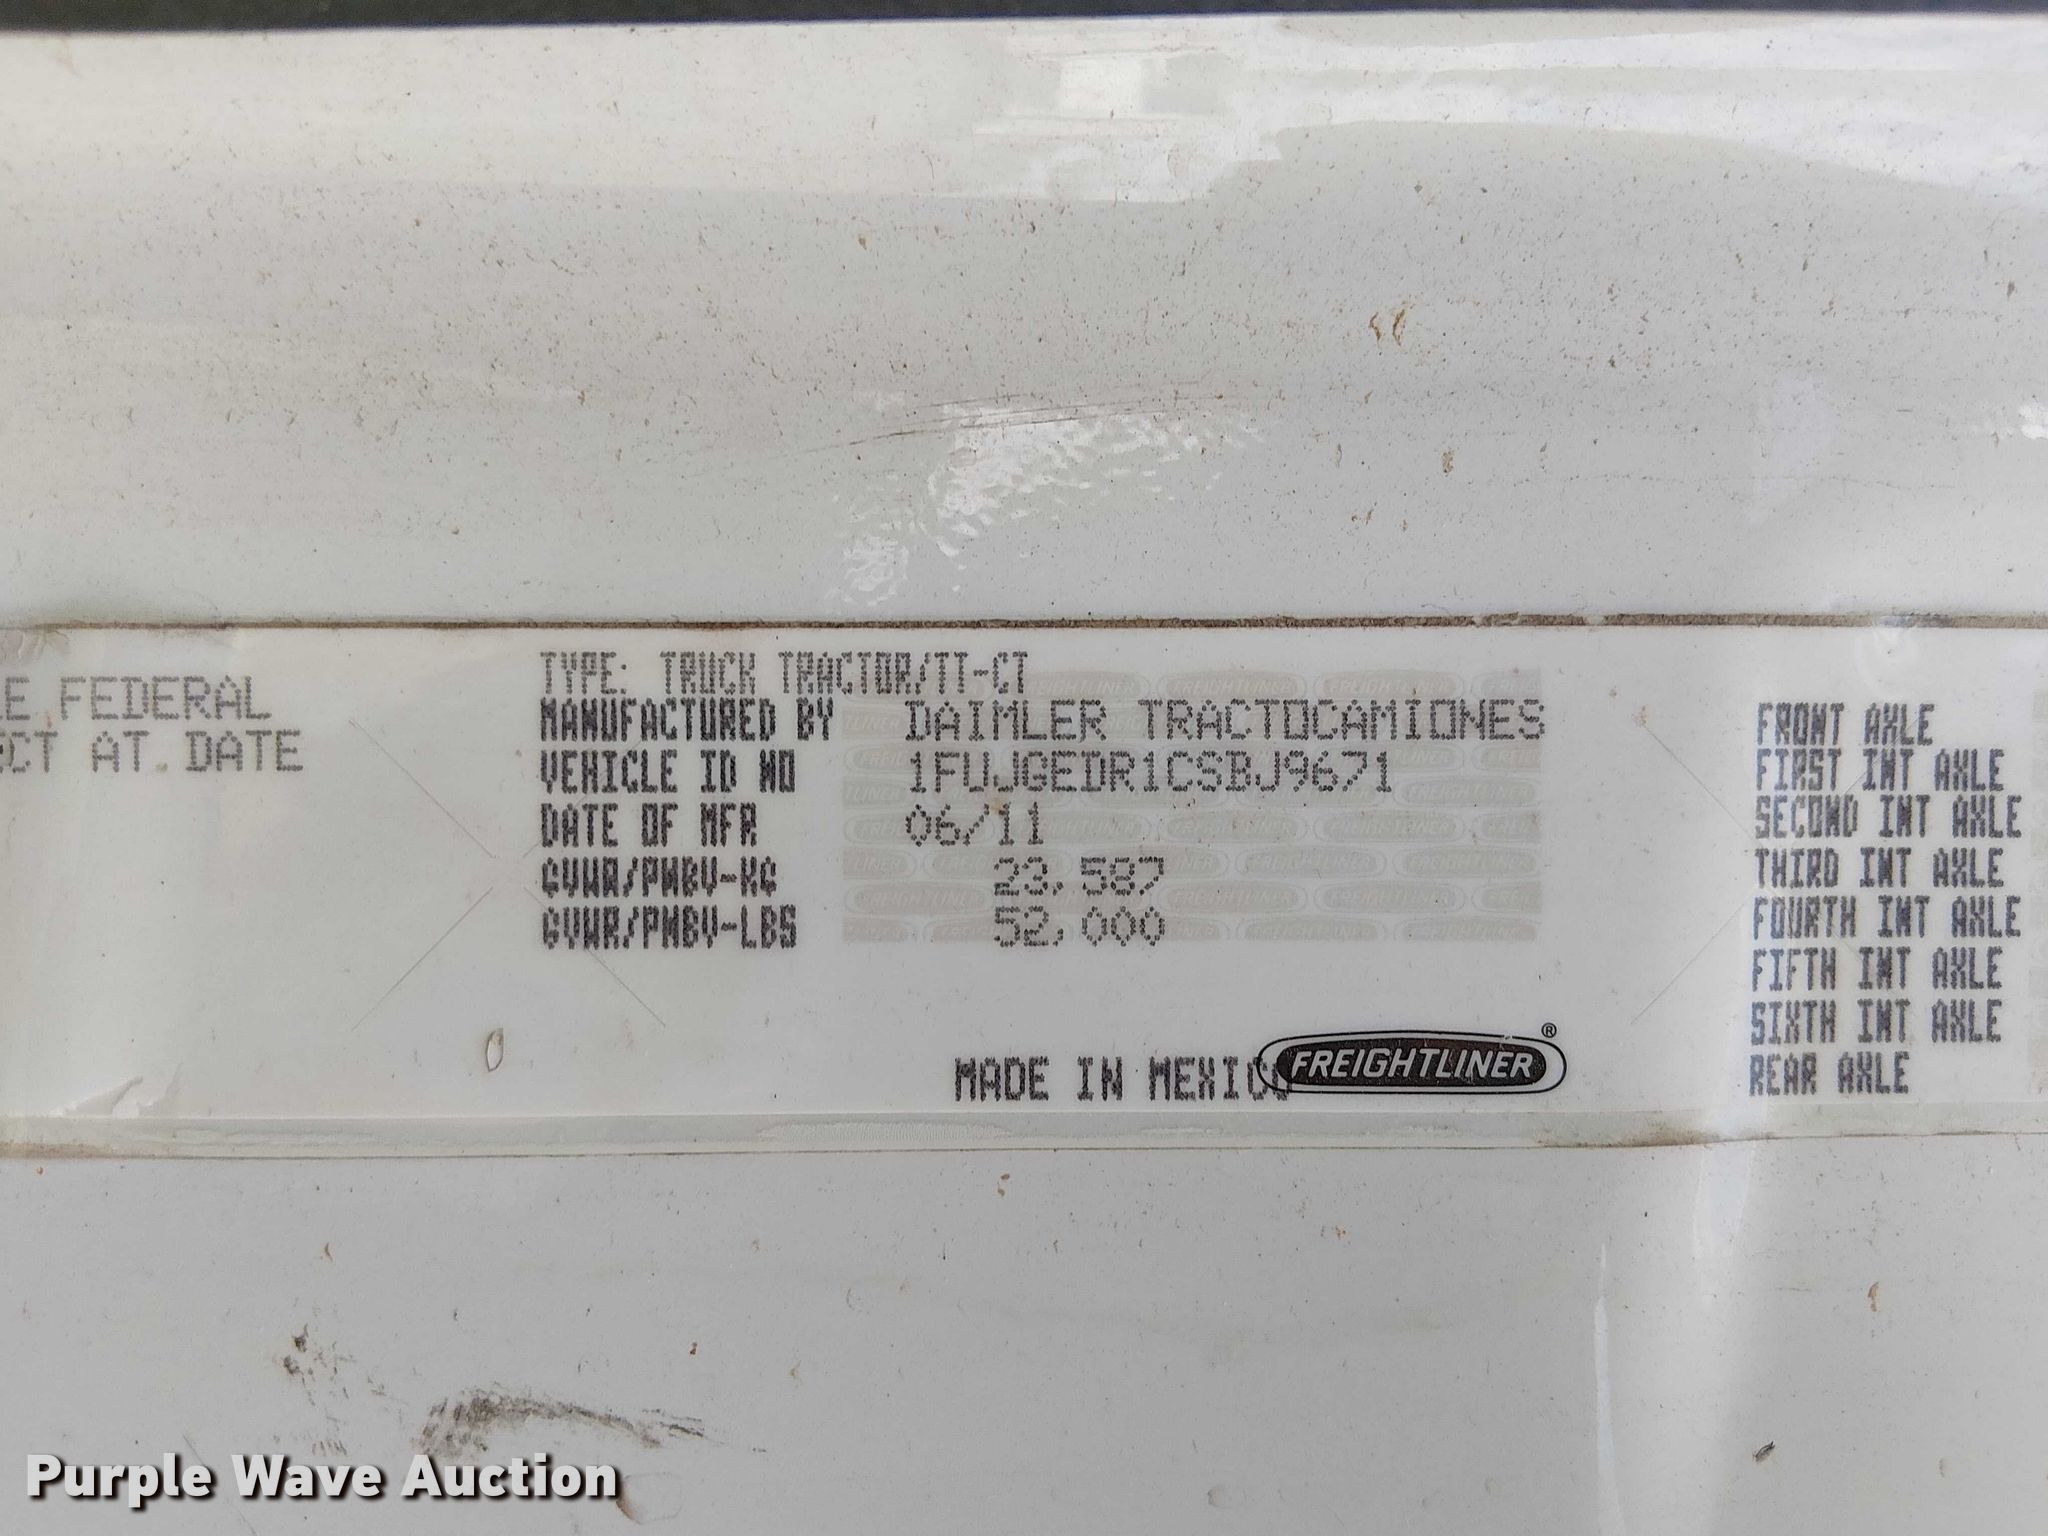 E FEDERAL
CT AT DATE
TYPE: TRUCK TRACTOR/TT-CT
MANUFACTURED BY DAIMLER TRACTOCAMIONES
VEHICLE ID NO 1FUJGEDR1CSBJ9671
DATE OF MFR 06/11
GVWR/PMBV-KG 23,587
GVWR/PMBV-LBS 52,000
MADE IN MEXICO
FREIGHTLINER®
FRONT AXLE
FIRST INT AXLE
SECOND INT AXLE
THIRD INT AXLE
FOURTH INT AXLE
FIFTH INT AXLE
SIXTH INT AXLE
REAR AXLE
Purple Wave Auction